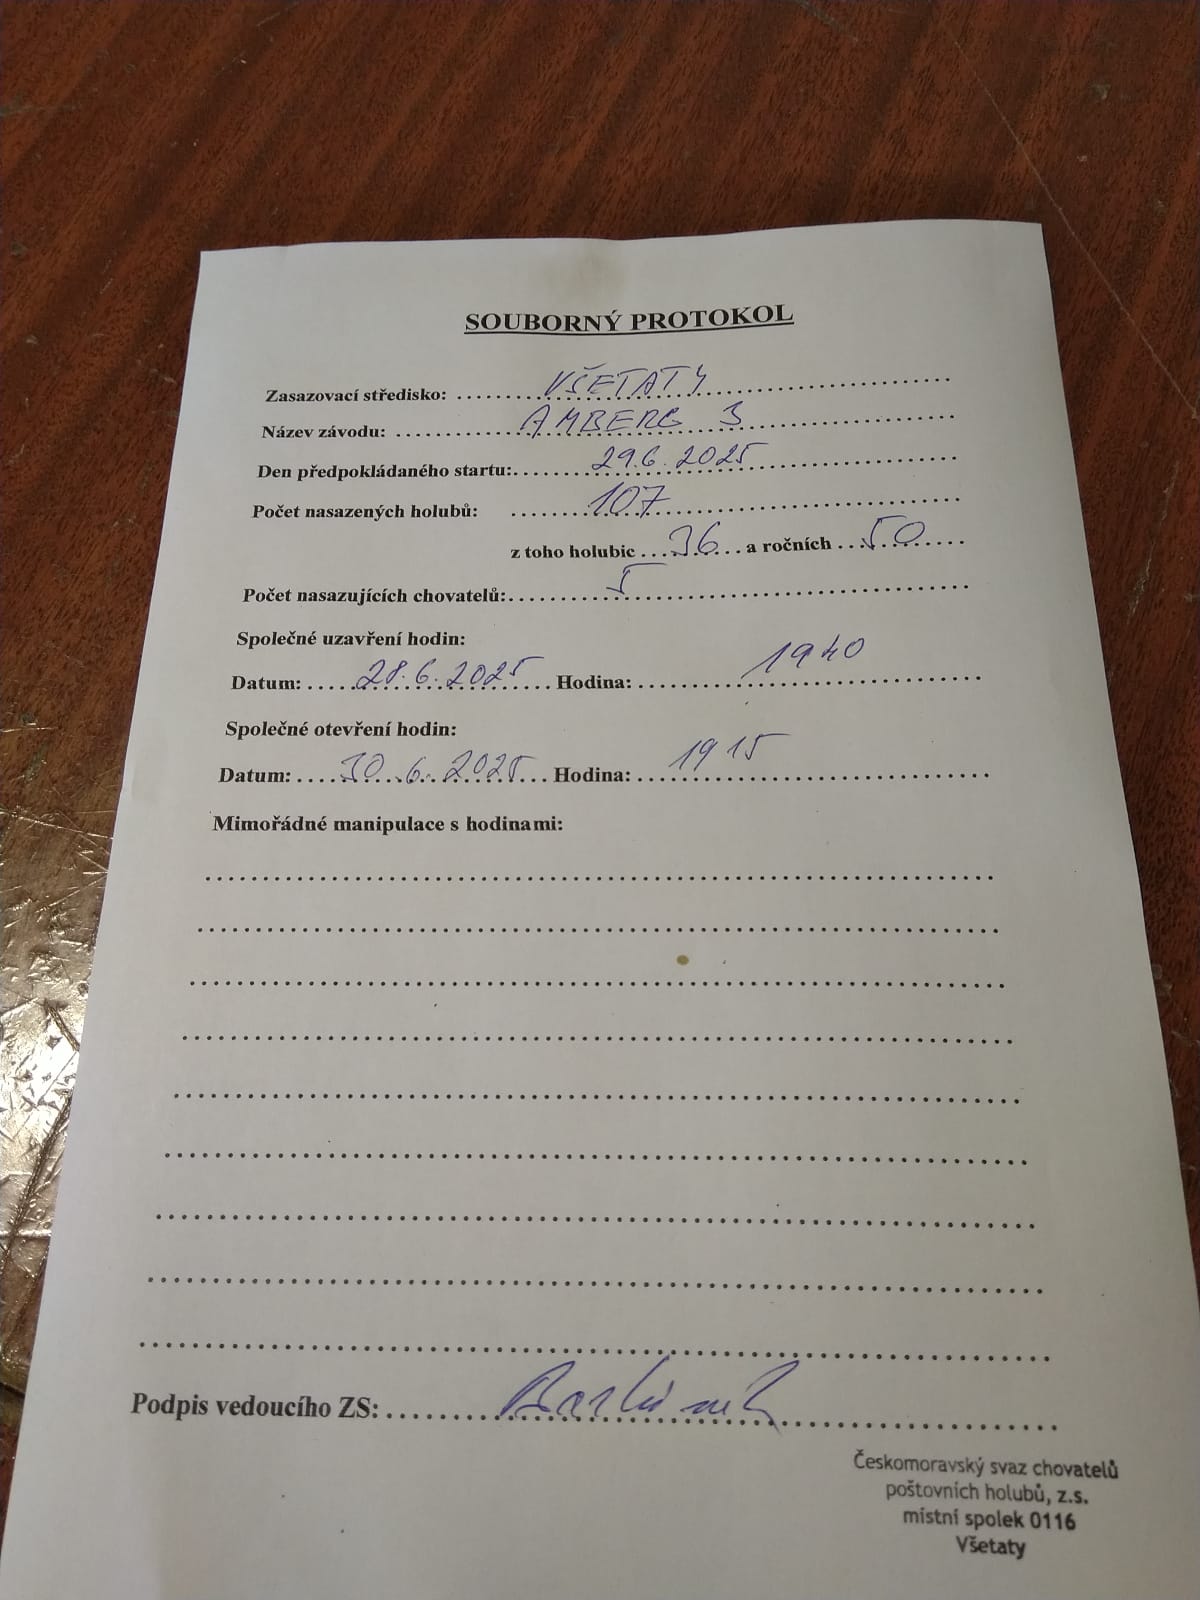 SOUBORNÝ PROTOKOL
Zasazovací středisko: VŠETATY
Název závodu: AMBERG 3
Den předpokládaného startu: 29.6.2025
Počet nasazených holubů: 107
z toho holubic 36 a ročních 50
Počet nasazujících chovatelů: 5
Společné uzavření hodin:
Datum: 28.6.2025 Hodina: 1940
Společné otevření hodin:
Datum: 30.6.2025 Hodina: 1915
Mimořádné manipulace s hodinami:
Podpis vedoucího ZS:
Českomoravský svaz chovatelů
poštovních holubů, z.s.
místní spolek 0116
Všetaty